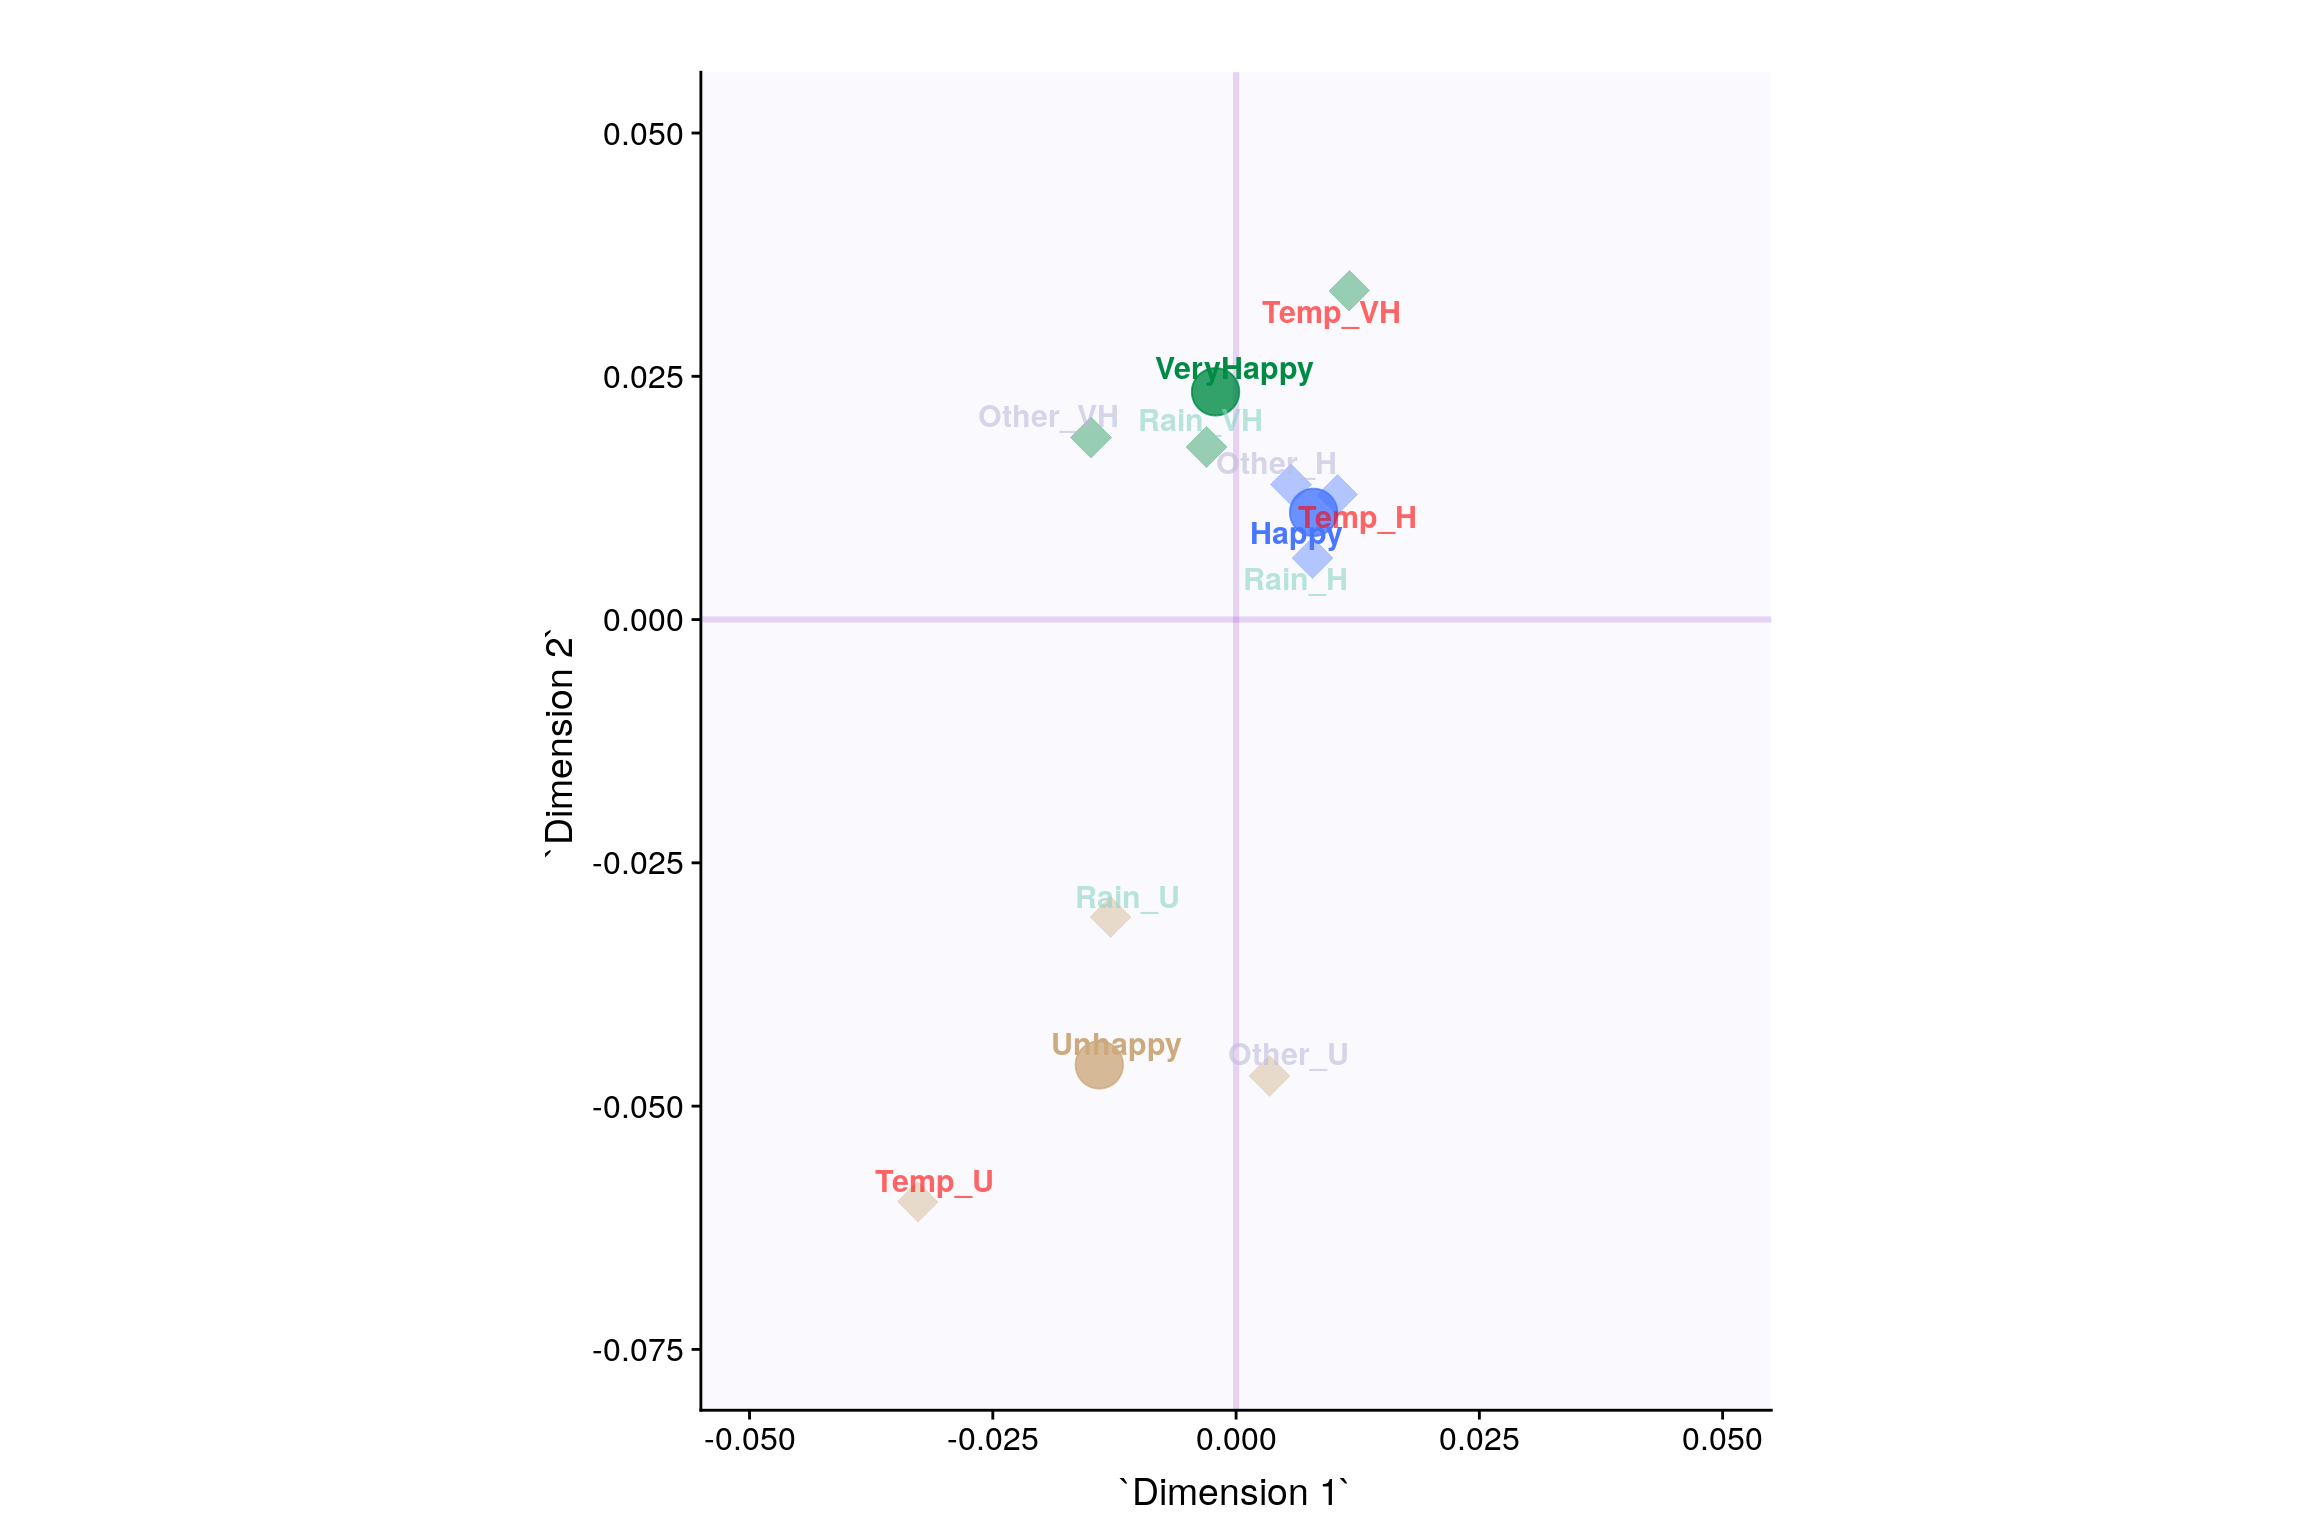 0.050
Temp_VH
VeryHappy
0.025
Other_VH
Rain_VH
Other_H
Temp_H
Happy
Rain_H
0.000
`Dimension 2`
-0.025
Rain_U
Unhappy
Other_U
-0.050
Temp_U
-0.075
-0.050 -0.025 0.000 0.025 0.050
`Dimension 1`